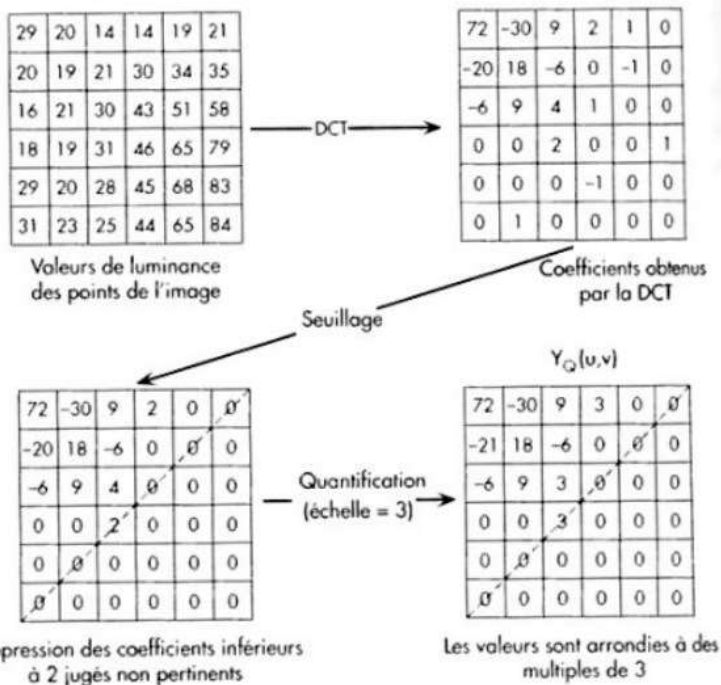 29 20 14 14 19 21
20 19 21 30 34 35
16 21 30 43 51 58
18 19 31 46 65 79
29 20 28 45 68 83
31 23 25 44 65 84
Valeurs de luminance
des points de l'image
DCT
72 -30 9 2 1 0
-20 18 -6 0 -1 0
-6 9 4 1 0 0
0 0 2 0 0 1
0 0 0 -1 0 0
0 1 0 0 0 0
Coefficients obtenus
par la DCT
Seuillage
72 -30 9 2 0 0
-20 18 -6 0 0 0
-6 9 4 0 0 0
0 0 2 0 0 0
0 0 0 0 0 0
0 0 0 0 0 0
pression des coefficients inférieurs
à 2 jugés non pertinents
Quantification
(échelle = 3)
Y_Q(u,v)
72 -30 9 3 0 0
-21 18 -6 0 0 0
-6 9 3 0 0 0
0 0 3 0 0 0
0 0 0 0 0 0
0 0 0 0 0 0
Les valeurs sont arrondies à des
multiples de 3